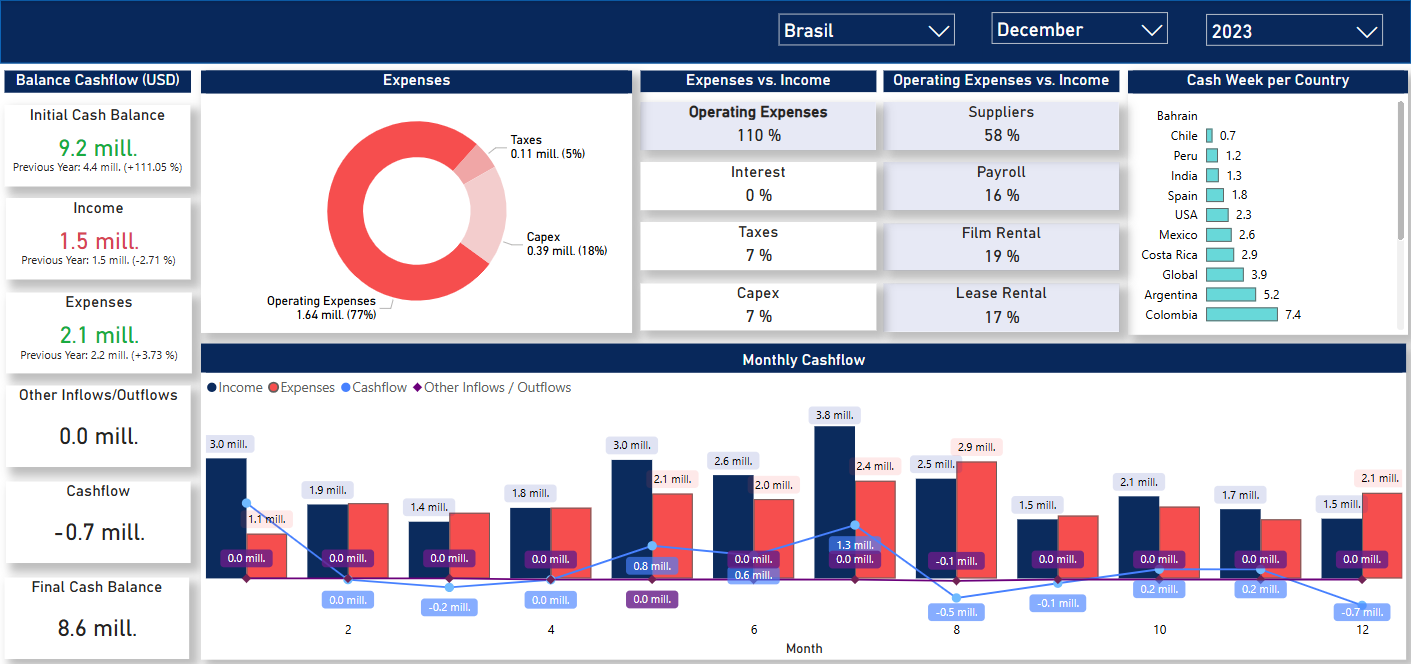 Brasil
December
2023
Balance Cashflow (USD)
Initial Cash Balance
9.2 mill.
Previous Year: 4.4 mill. (+111.05 %)
Income
1.5 mill.
Previous Year: 1.5 mill. (-2.71 %)
Expenses
2.1 mill.
Previous Year: 2.2 mill. (+3.73 %)
Other Inflows/Outflows
0.0 mill.
Cashflow
-0.7 mill.
Final Cash Balance
8.6 mill.
Expenses
Taxes
0.11 mill. (5%)
Capex
0.39 mill. (18%)
Operating Expenses
1.64 mill. (77%)
Expenses vs. Income
Operating Expenses
110 %
Interest
0 %
Taxes
7 %
Capex
7 %
Operating Expenses vs. Income
Suppliers
58 %
Payroll
16 %
Film Rental
19 %
Lease Rental
17 %
Cash Week per Country
Bahrain
Chile 0.7
Peru 1.2
India 1.3
Spain 1.8
USA 2.3
Mexico 2.6
Costa Rica 2.9
Global 3.9
Argentina 5.2
Colombia 7.4
Monthly Cashflow
Income Expenses Cashflow Other Inflows / Outflows
3.0 mill.
1.1 mill.
0.0 mill.
1.9 mill.
0.0 mill.
0.0 mill.
1.4 mill.
0.0 mill.
-0.2 mill.
1.8 mill.
0.0 mill.
0.0 mill.
3.0 mill.
2.1 mill.
0.8 mill.
0.0 mill.
2.6 mill.
2.0 mill.
0.0 mill.
0.6 mill.
3.8 mill.
2.4 mill.
1.3 mill.
0.0 mill.
2.5 mill.
2.9 mill.
-0.1 mill.
-0.5 mill.
1.5 mill.
0.0 mill.
-0.1 mill.
2.1 mill.
0.0 mill.
0.2 mill.
1.7 mill.
0.0 mill.
0.2 mill.
1.5 mill.
2.1 mill.
0.0 mill.
-0.7 mill.
2 4 6 8 10 12
Month